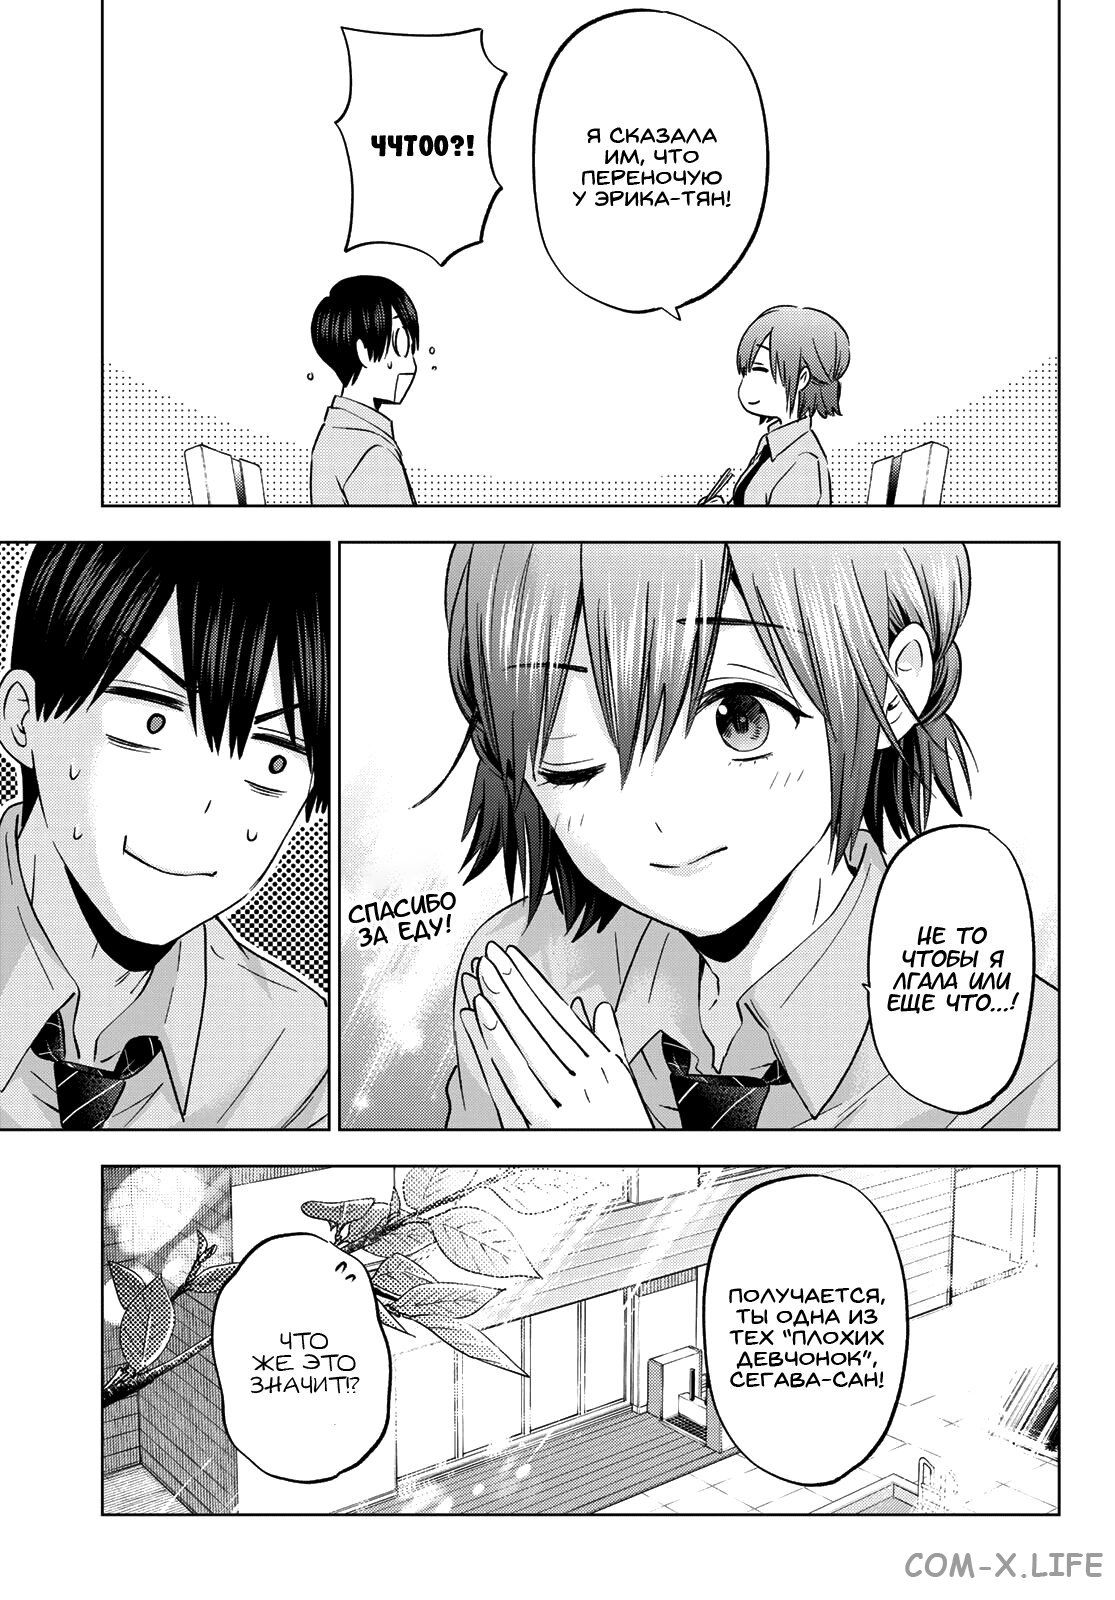 Я СКАЗАЛА
ИМ, ЧТО
ПЕРЕНОЧУЮ
У ЭРИКА-ТЯН!
ЧЧТОО?!
НЕ ТО
ЧТОБЫ Я
ЛГАЛА ИЛИ
ЕЩЕ ЧТО...!
СПАСИБО
ЗА ЕДУ!
ПОЛУЧАЕТСЯ,
ТЫ ОДНА ИЗ
ТЕХ "ПЛОХИХ
ДЕВЧОНОК",
СЕГАВА-САН!
ЧТО
ЖЕ ЭТО
ЗНАЧИТ!?
COM-X.LIFE